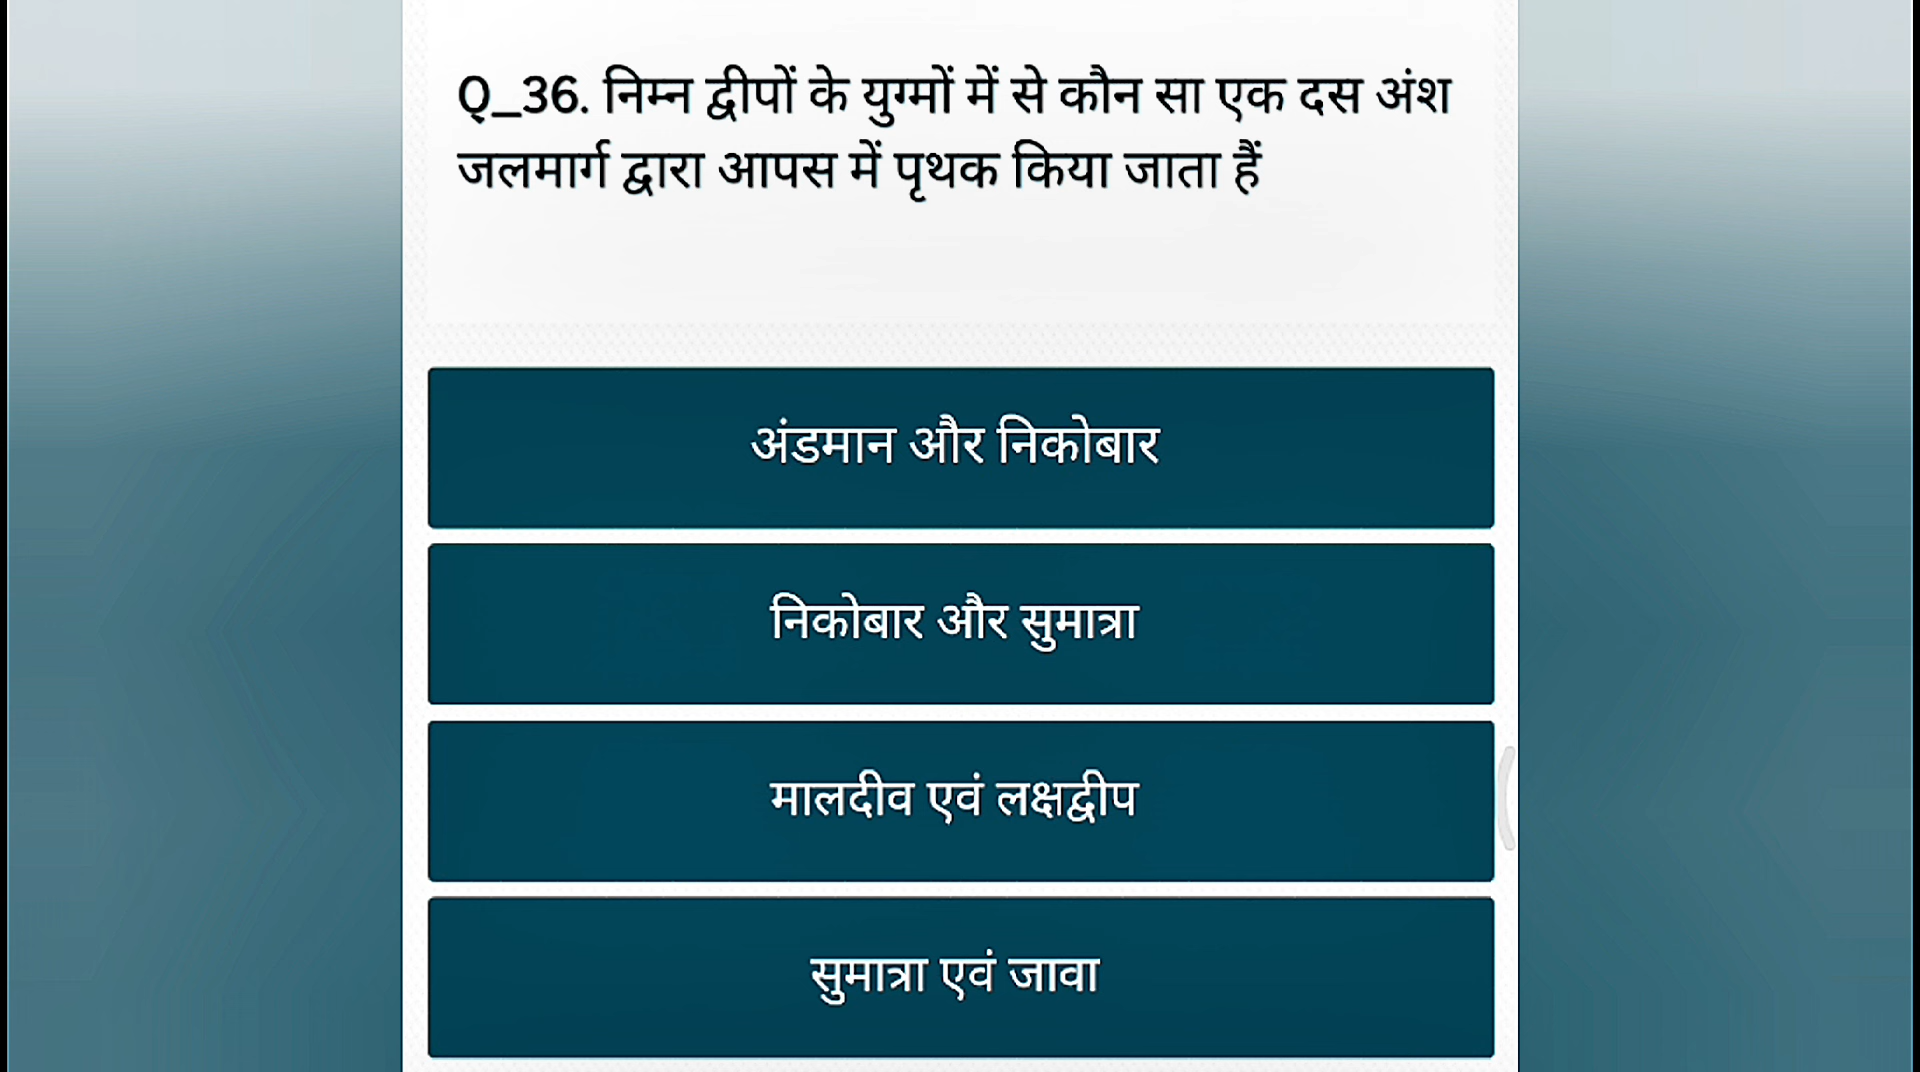 Q_36. निम्न द्वीपों के युग्मों में से कौन सा एक दस अंश
जलमार्ग द्वारा आपस में पृथक किया जाता हैं
अंडमान और निकोबार
निकोबार और सुमात्रा
मालदीव एवं लक्षद्वीप
सुमात्रा एवं जावा